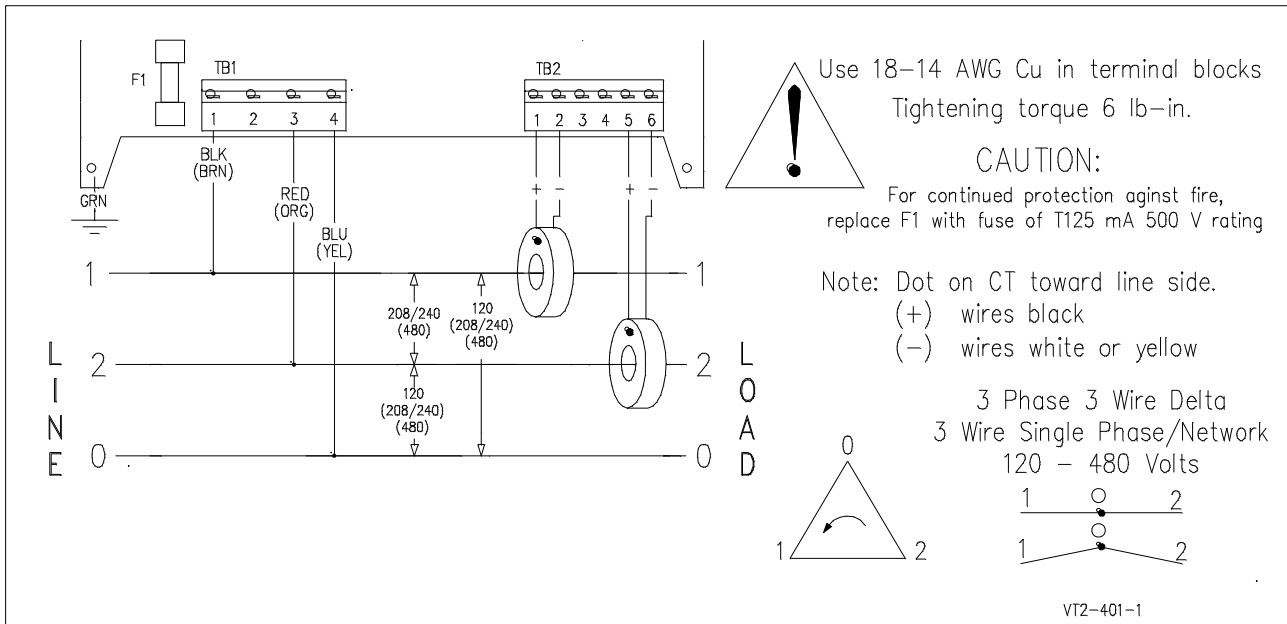 F1
TB1
1 2 3 4
TB2
1 2 3 4 5 6
BLK
(BRN)
RED
(ORG)
BLU
(YEL)
GRN
+ -
+ -
1
1
208/240
(480)
120
(208/240)
(480)
LINE
2
2
LOAD
120
(208/240)
(480)
0
0
Use 18-14 AWG Cu in terminal blocks
Tightening torque 6 lb-in.
CAUTION:
For continued protection aginst fire,
replace F1 with fuse of T125 mA 500 V rating
Note: Dot on CT toward line side.
(+) wires black
(-) wires white or yellow
3 Phase 3 Wire Delta
3 Wire Single Phase/Network
120 - 480 Volts
0
1 2
1 2
1 2
VT2-401-1